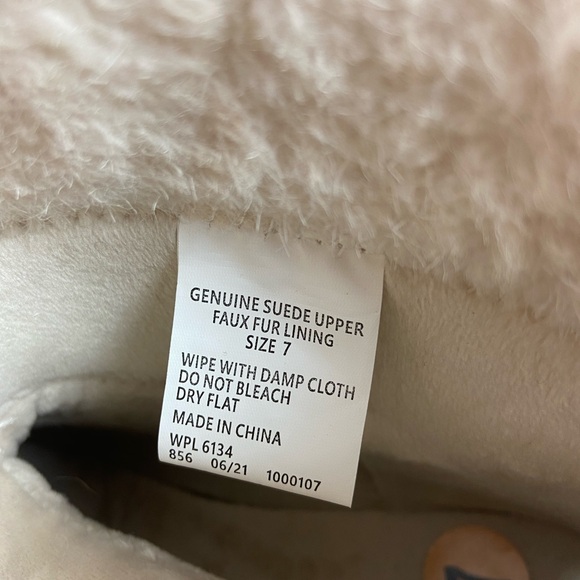 GENUINE SUEDE UPPER
FAUX FUR LINING
SIZE 7
WIPE WITH DAMP CLOTH
DO NOT BLEACH
DRY FLAT
MADE IN CHINA
WPL 6134
856 06/21 1000107